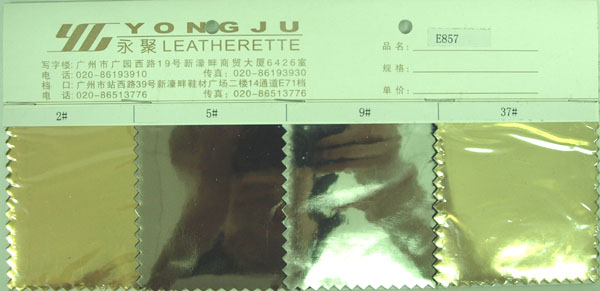 YONGJU
永聚 LEATHERETTE
写字楼: 广州市广园西路19号新濠畔商贸大厦6426室
电 话: 020-86193910 传真: 020-86193930
档 口: 广州市站西路39号新濠畔鞋材广场二楼14通道E71档
电 话: 020-86513776 传真: 020-86513776
品名: E857
规格:
单价:
2# 5# 9# 37#